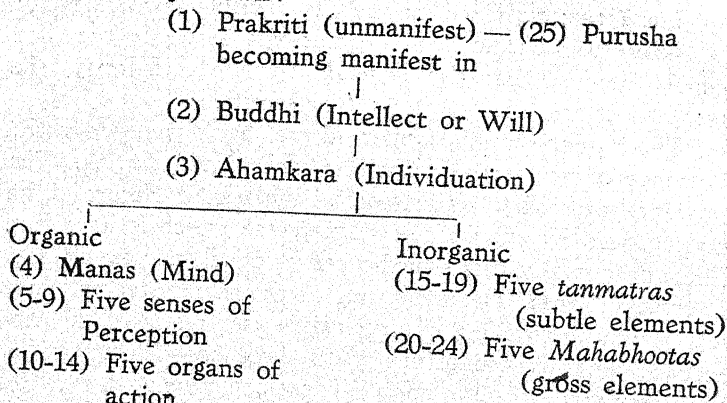 (1) Prakriti (unmanifest) — (25) Purusha
becoming manifest in
(2) Buddhi (Intellect or Will)
(3) Ahamkara (Individuation)
Organic
(4) Manas (Mind)
(5-9) Five senses of
Perception
(10-14) Five organs of
action
Inorganic
(15-19) Five tanmatras
(subtle elements)
(20-24) Five Mahabhootas
(gross elements)